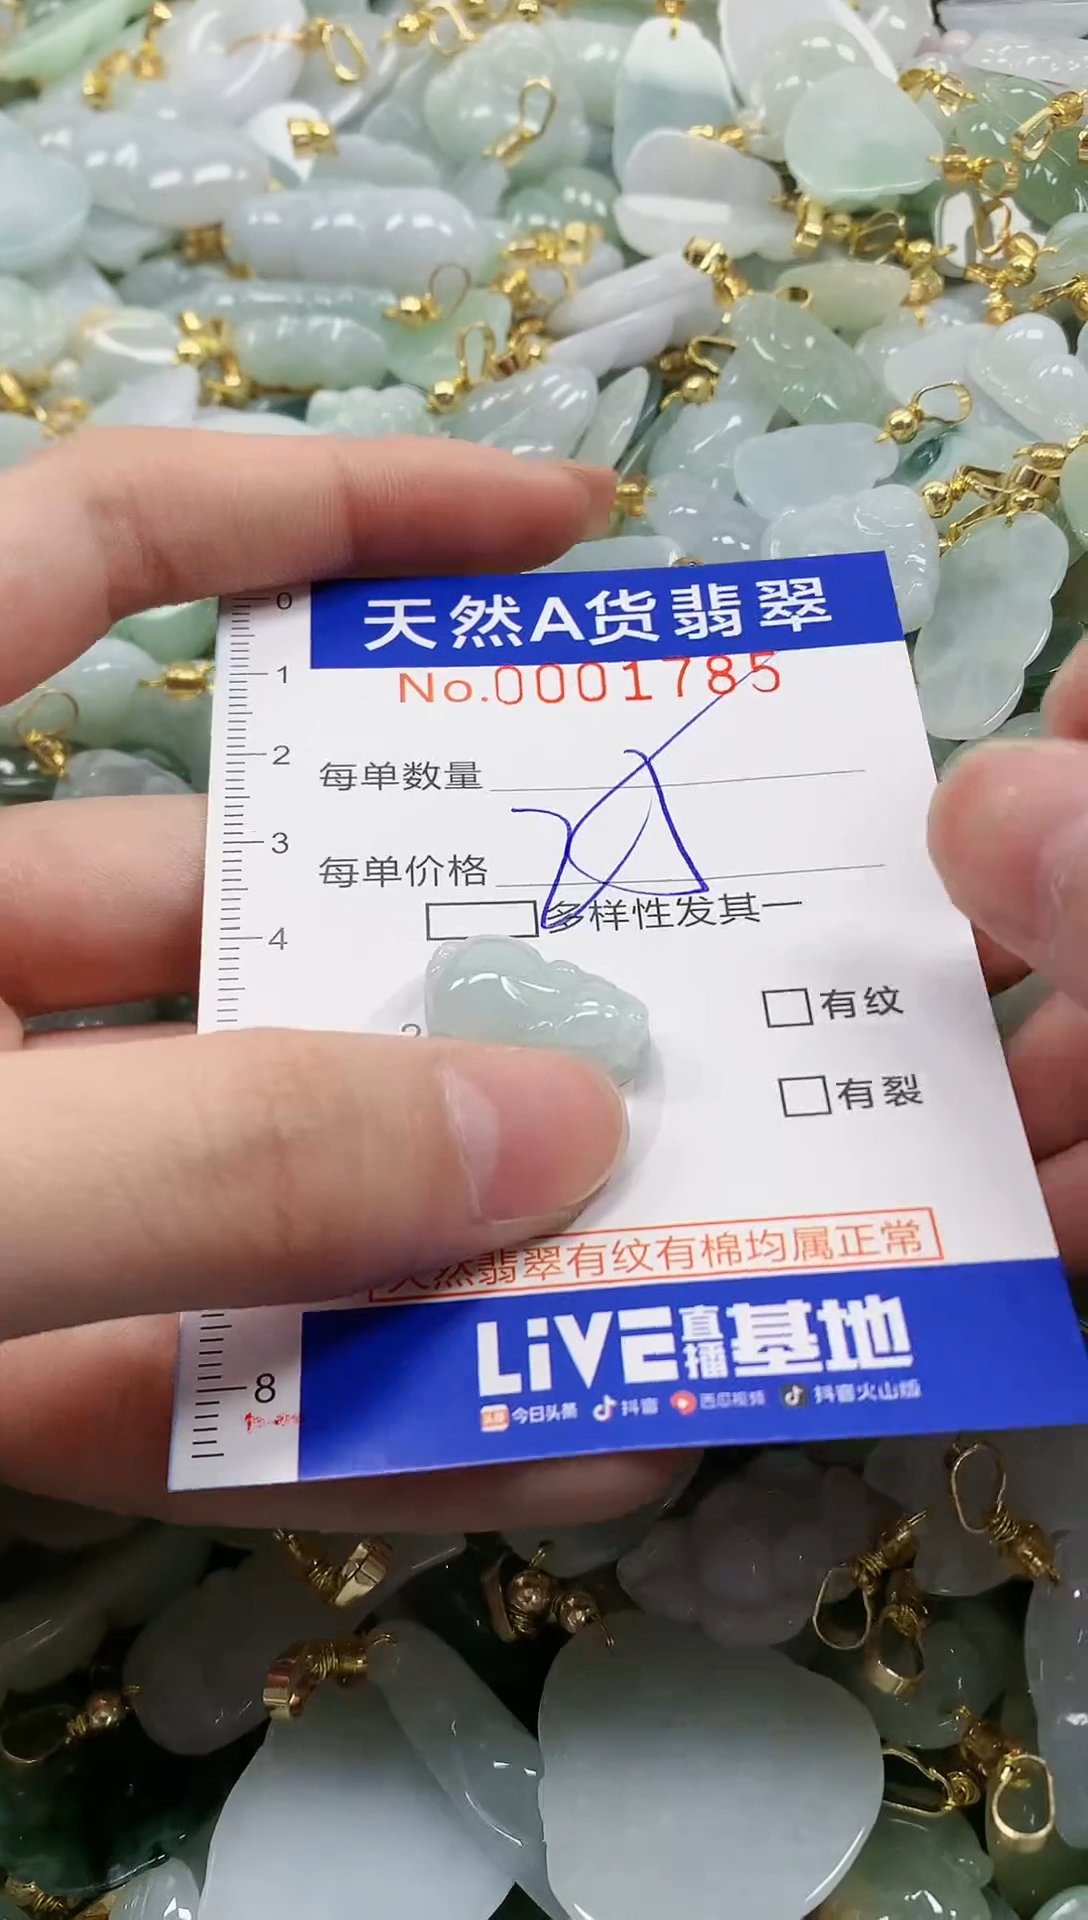 天然A货翡翠
No.0001785
每单数量
每单价格
多样性发其一
有纹
有裂
然翡翠有纹有棉均属正常
LiVE直播基地
今日头条 抖音 西瓜视频 抖音火山版
0
1
2
3
4
8